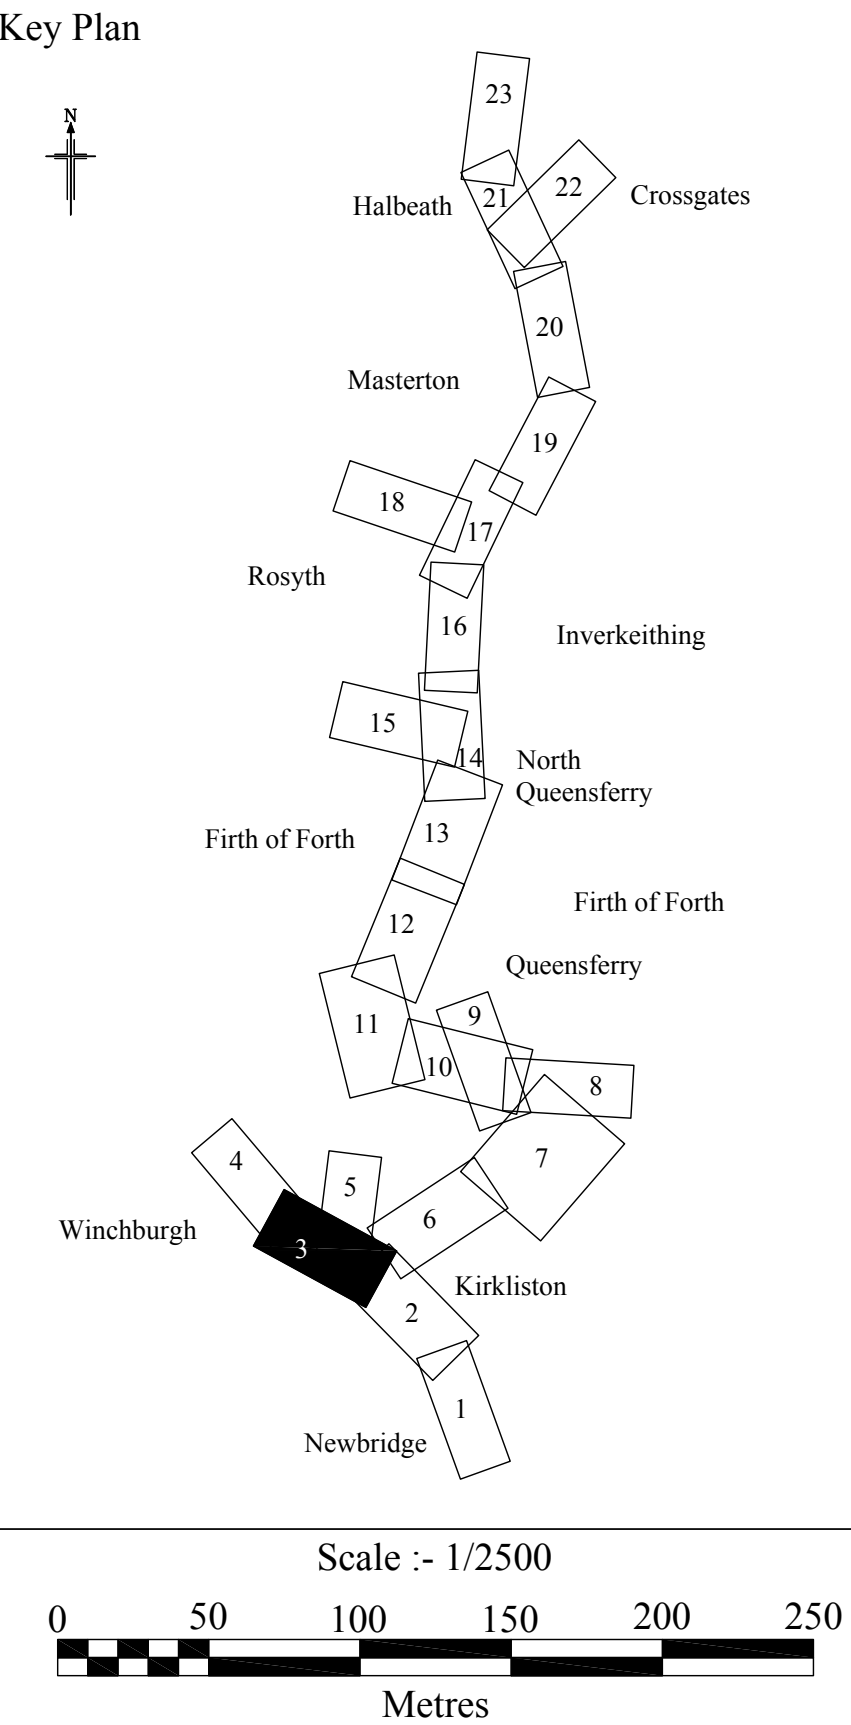 Key Plan
N
23
22
21
Crossgates
Halbeath
20
Masterton
19
18
17
Rosyth
16
Inverkeithing
15
14
North
Queensferry
13
Firth of Forth
Firth of Forth
12
Queensferry
9
11
10
8
7
4
5
6
Winchburgh
3
Kirkliston
2
1
Newbridge
Scale :- 1/2500
0 50 100 150 200 250
Metres